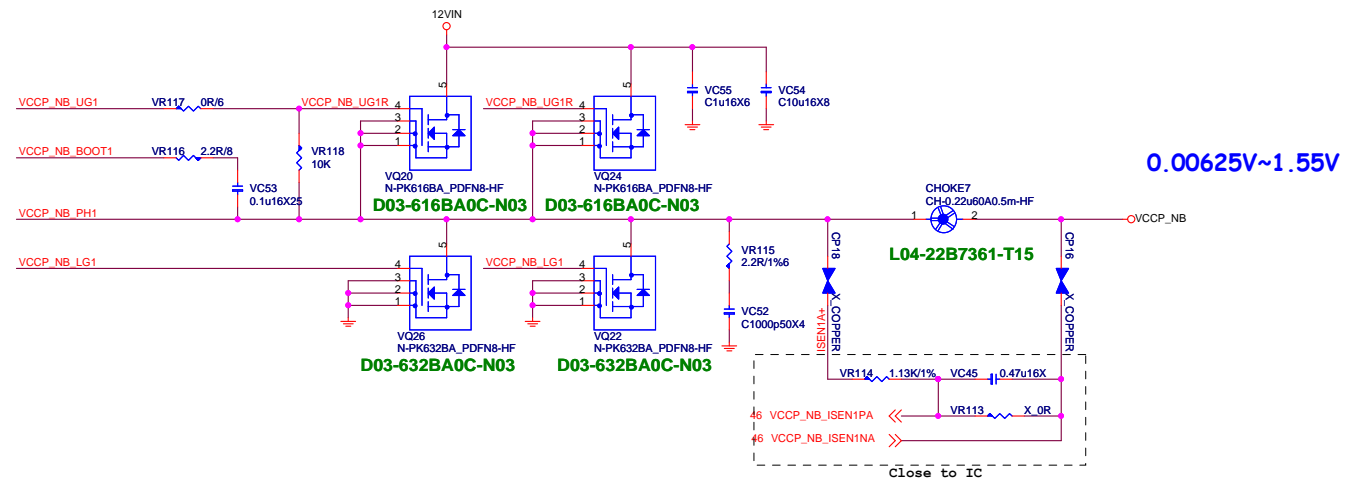 12VIN
VCCP_NB_UG1
VR117
0R/6
VCCP_NB_UG1R
4
3
2
1
5
VCCP_NB_UG1R
4
3
2
1
5
VC55
C1u16X6
VC54
C10u16X8
VCCP_NB_BOOT1
VR116
2.2R/8
VR118
10K
VC53
0.1u16X25
VQ20
N-PK616BA_PDFN8-HF
D03-616BA0C-N03
VQ24
N-PK616BA_PDFN8-HF
D03-616BA0C-N03
0.00625V~1.55V
VCCP_NB_PH1
CHOKE7
CH-0.22u60A0.5m-HF
1
2
VCCP_NB
L04-22B7361-T15
VCCP_NB_LG1
4
3
2
1
5
VCCP_NB_LG1
4
3
2
1
5
VR115
2.2R/1%6
VC52
C1000p50X4
VQ26
N-PK632BA_PDFN8-HF
D03-632BA0C-N03
VQ22
N-PK632BA_PDFN8-HF
D03-632BA0C-N03
CP18
X_COPPER
ISEN1A+
CP16
X_COPPER
VR114
1.13K/1%
VC45
0.47u16X
46 VCCP_NB_ISEN1PA
VR113
X_0R
46 VCCP_NB_ISEN1NA
Close to IC